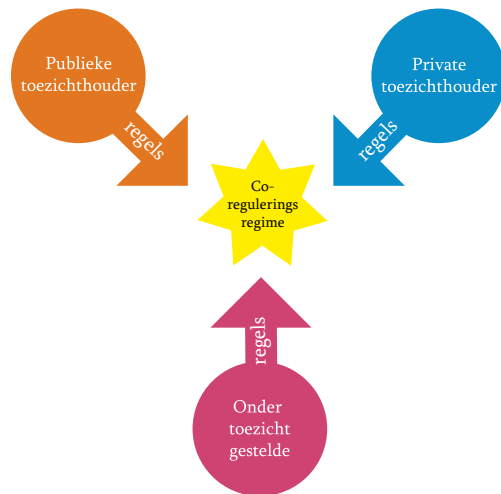 Publieke
toezichthouder
regels
Private
toezichthouder
regels
Co-
regulerings
regime
regels
Onder
toezicht
gestelde